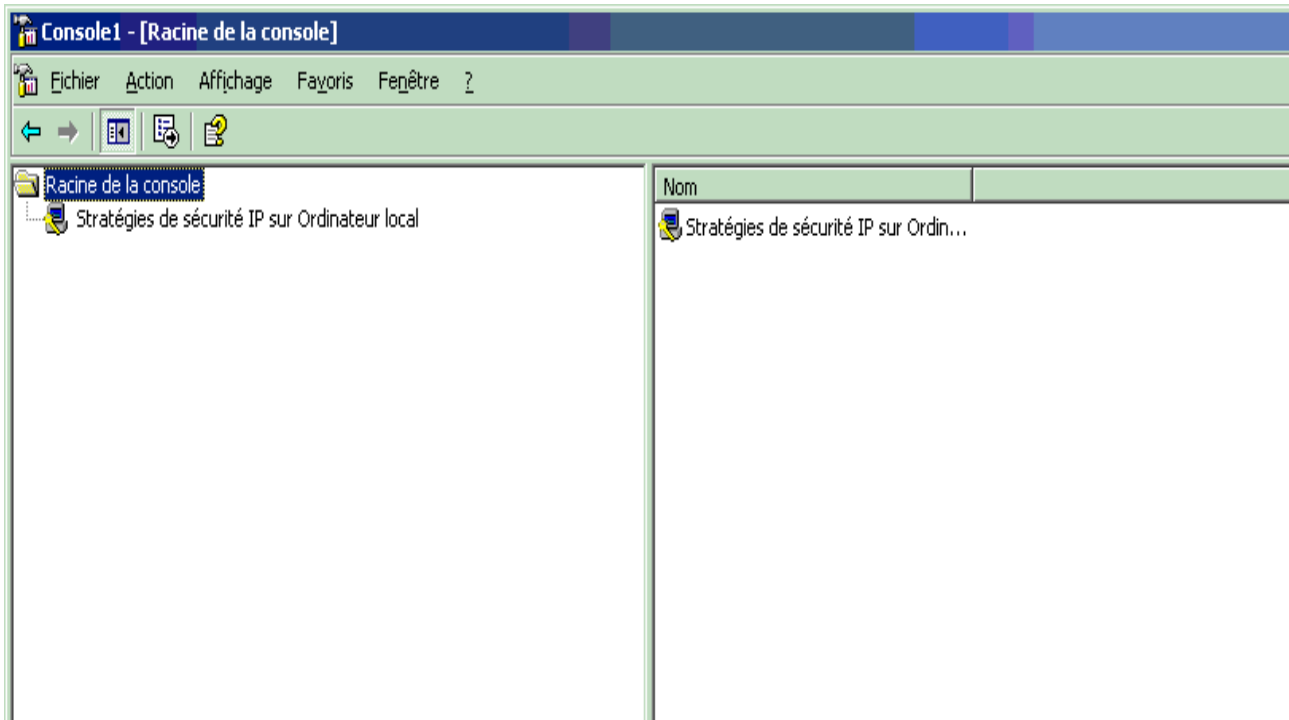 Console1 - [Racine de la console]
Fichier Action Affichage Favoris Fenêtre ?
Racine de la console
Stratégies de sécurité IP sur Ordinateur local
Nom
Stratégies de sécurité IP sur Ordin...